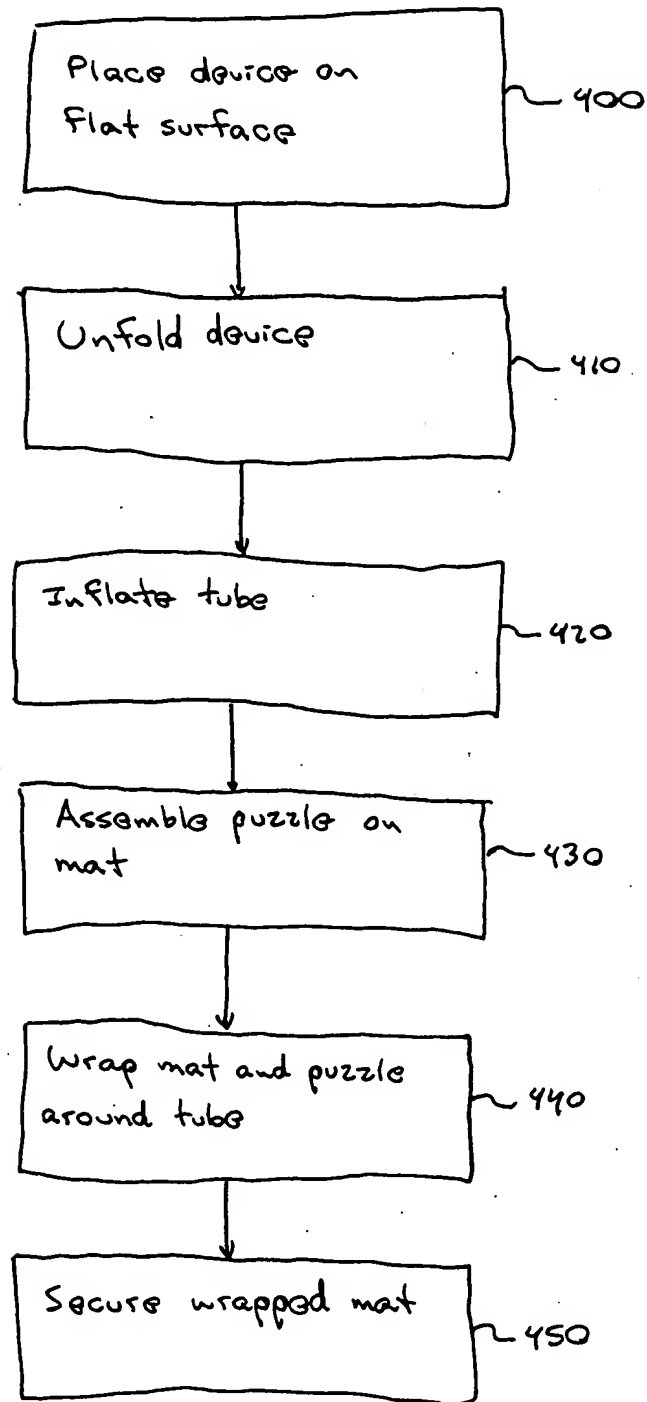 Place device on
flat surface
400
Unfold device
410
Inflate tube
420
Assemble puzzle on
mat
430
Wrap mat and puzzle
around tube
440
Secure wrapped mat
450